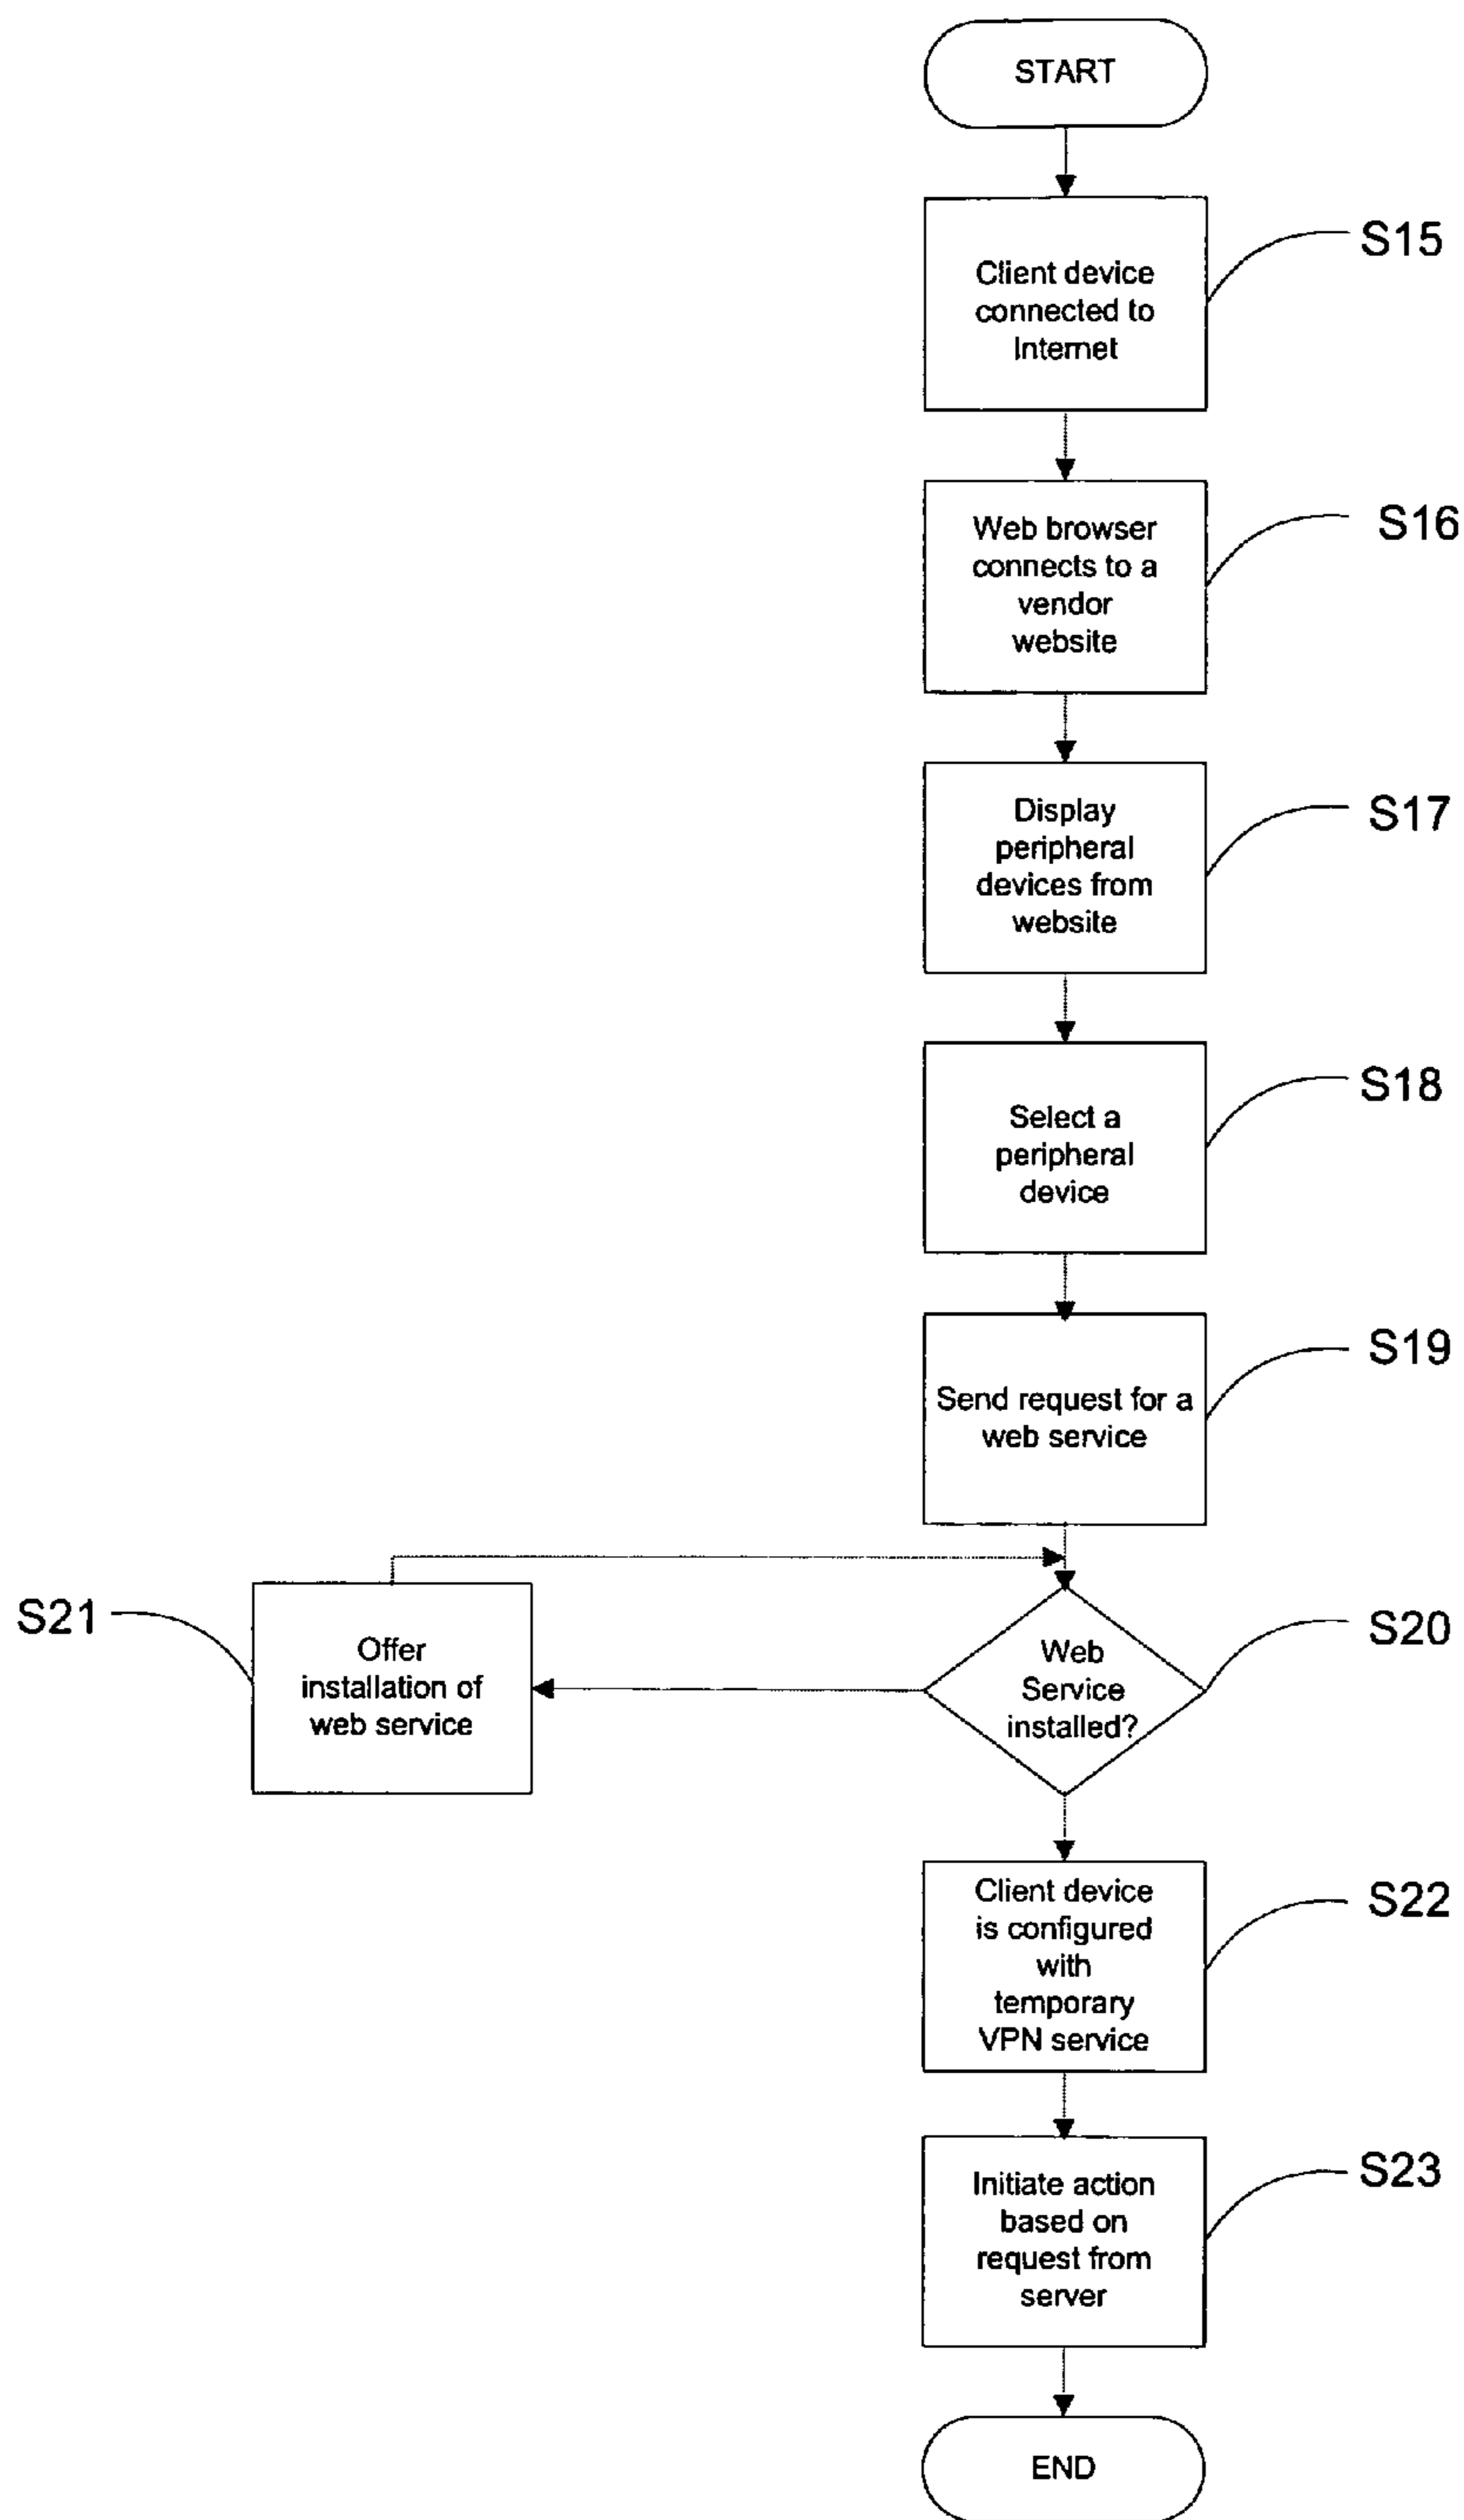 START
Client device
connected to
Internet
S15
Web browser
connects to a
vendor
website
S16
Display
peripheral
devices from
website
S17
Select a
peripheral
device
S18
Send request for a
web service
S19
Web
Service
installed?
S20
Offer
installation of
web service
S21
Client device
is configured
with
temporary
VPN service
S22
Initiate action
based on
request from
server
S23
END